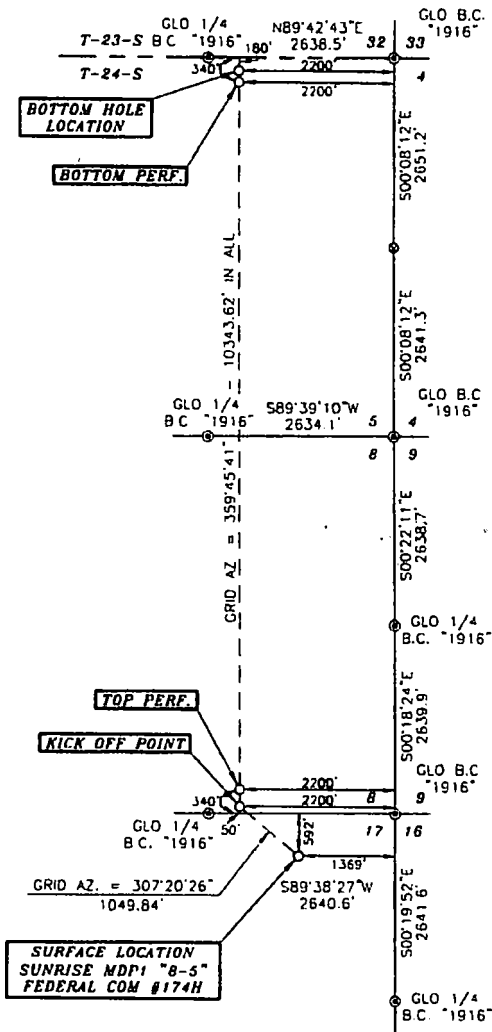 GLO B.C.
"1916"
GLO 1/4
B C "1916"
N89°42'43"E
2638.5'
32
33
T-23-S
T-24-S
180'
340'
2200'
2200'
4
BOTTOM HOLE
LOCATION
BOTTOM PERF.
S00°08'12"E
2651.2'
S00°08'12"E
2641.3'
GRID AZ = 359°45'41" - 10343.62' IN ALL
GLO 1/4
B C "1916"
S89°39'10"W
2634.1'
GLO B.C
"1916"
5
4
8
9
S00°22'11"E
2638.7'
GLO 1/4
B.C. "1916"
S00°18'24"E
2639.9'
TOP PERF.
KICK OFF POINT
GLO B.C
"1916"
2200'
2200'
8
9
340'
50'
GLO 1/4
B C. "1916"
592'
17
16
1369'
GRID AZ. = 307°20'26"
1049.84'
S89°38'27"W
2640.6'
S00°19'52"E
2641.6'
SURFACE LOCATION
SUNRISE MDP1 "8-5"
FEDERAL COM #174H
GLO 1/4
B.C. "1916"